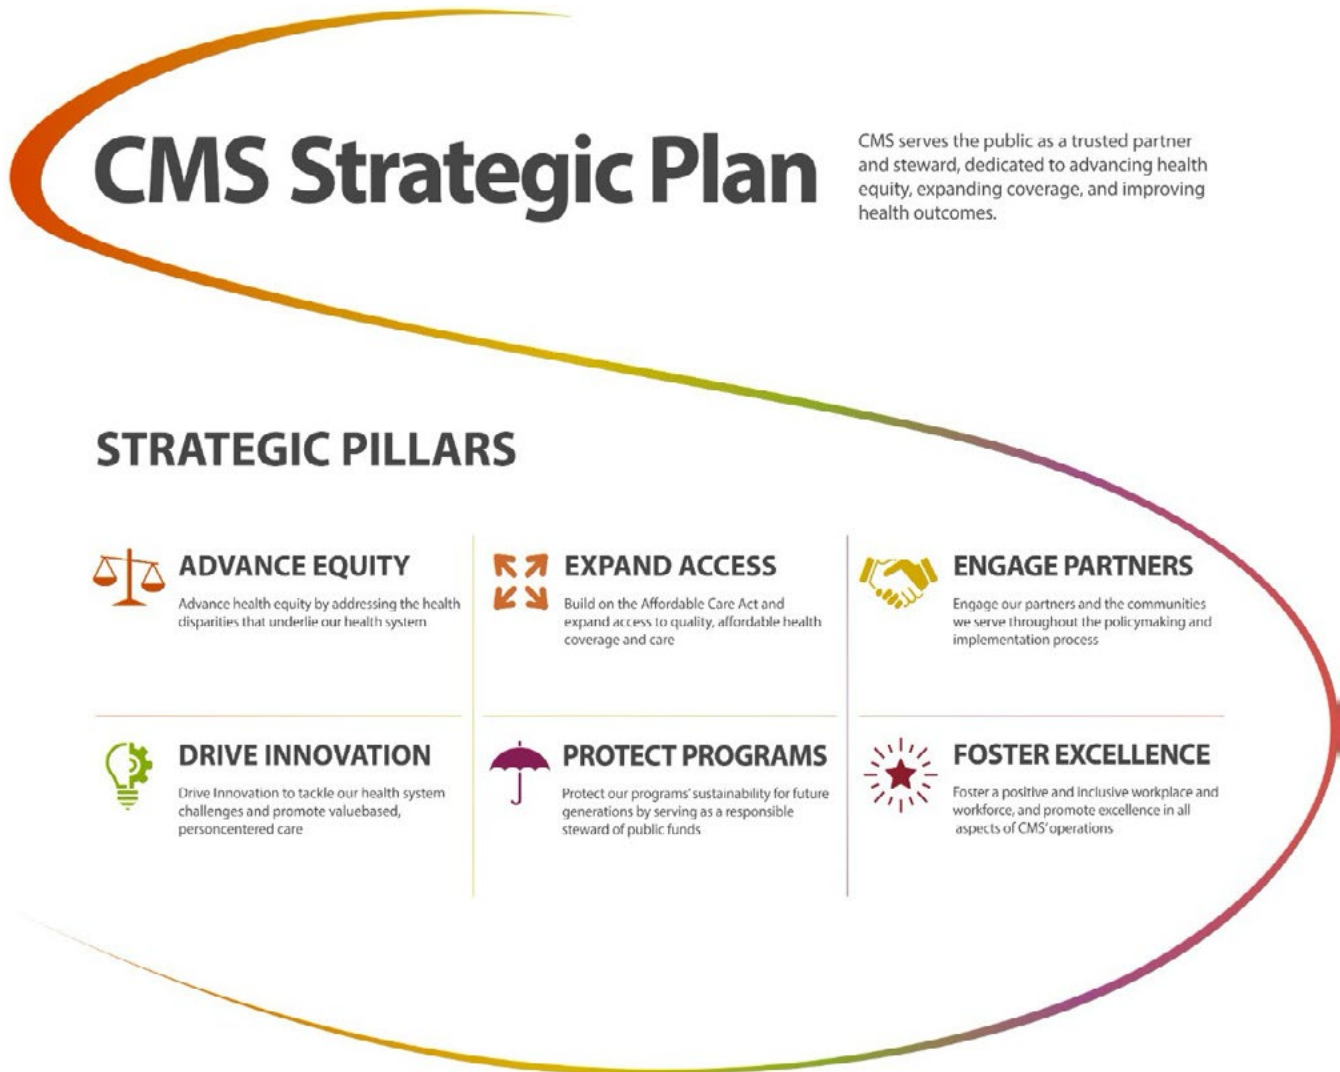 CMS Strategic Plan
CMS serves the public as a trusted partner
and steward, dedicated to advancing health
equity, expanding coverage, and improving
health outcomes.
STRATEGIC PILLARS
ADVANCE EQUITY
Advance health equity by addressing the health
disparities that underlie our health system
EXPAND ACCESS
Build on the Affordable Care Act and
expand access to quality, affordable health
coverage and care
ENGAGE PARTNERS
Engage our partners and the communities
we serve throughout the policymaking and
implementation process
DRIVE INNOVATION
Drive Innovation to tackle our health system
challenges and promote valuebased,
personcentered care
PROTECT PROGRAMS
Protect our programs' sustainability for future
generations by serving as a responsible
steward of public funds
FOSTER EXCELLENCE
Foster a positive and inclusive workplace and
workforce, and promote excellence in all
aspects of CMS' operations